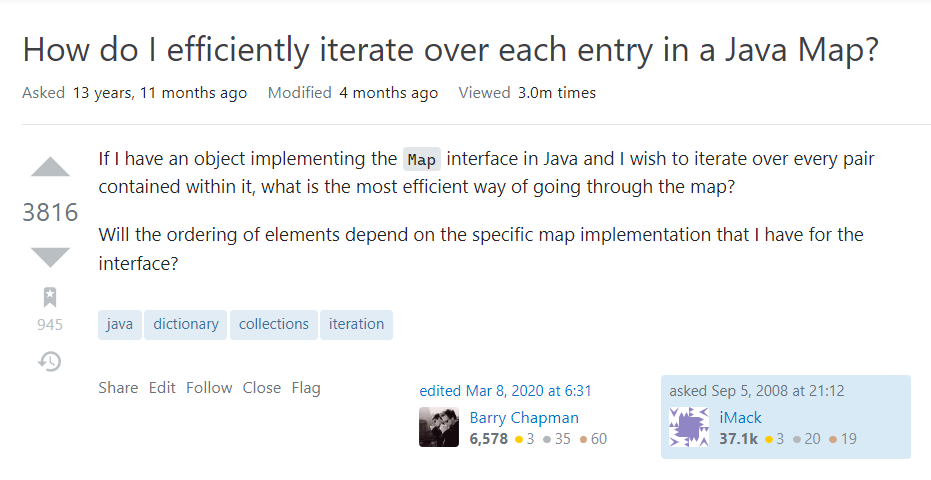 How do I efficiently iterate over each entry in a Java Map?
Asked 13 years, 11 months ago Modified 4 months ago Viewed 3.0m times
If I have an object implementing the Map interface in Java and I wish to iterate over every pair
contained within it, what is the most efficient way of going through the map?
3816
Will the ordering of elements depend on the specific map implementation that I have for the
interface?
945
java dictionary collections iteration
Share Edit Follow Close Flag
edited Mar 8, 2020 at 6:31
Barry Chapman
6,578 ●3 ●35 ●60
asked Sep 5, 2008 at 21:12
iMack
37.1k ●3 ●20 ●19